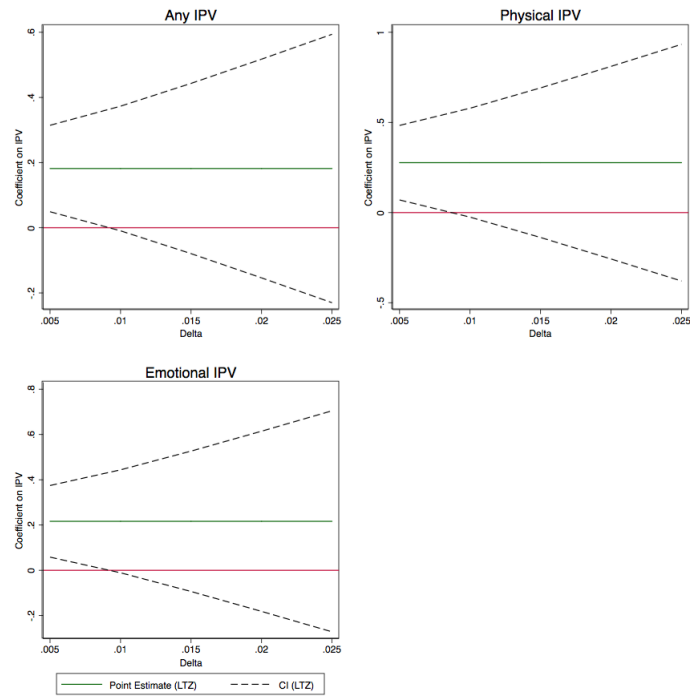 Any IPV
Coefficient on IPV
.6
.4
.2
0
-.2
.005 .01 .015 .02 .025
Delta
Physical IPV
Coefficient on IPV
1
.5
0
-.5
.005 .01 .015 .02 .025
Delta
Emotional IPV
Coefficient on IPV
.8
.6
.4
.2
0
-.2
.005 .01 .015 .02 .025
Delta
Point Estimate (LTZ) CI (LTZ)